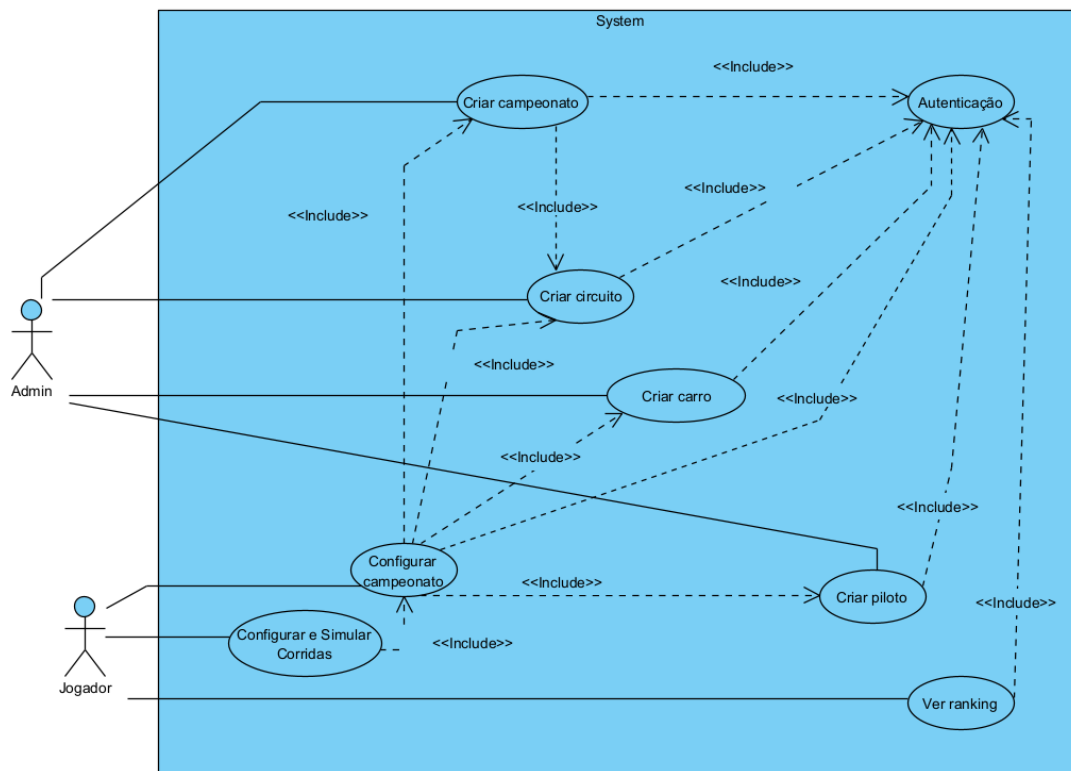 System
<<Include>>
Criar campeonato
Autenticação
<<Include>>
<<Include>>
<<Include>>
Criar circuito
<<Include>>
Admin
<<Include>>
Criar carro
<<Include>>
<<Include>>
<<Include>>
Configurar
campeonato
<<Include>>
Criar piloto
<<Include>>
Configurar e Simular
Corridas
<<Include>>
Jogador
Ver ranking